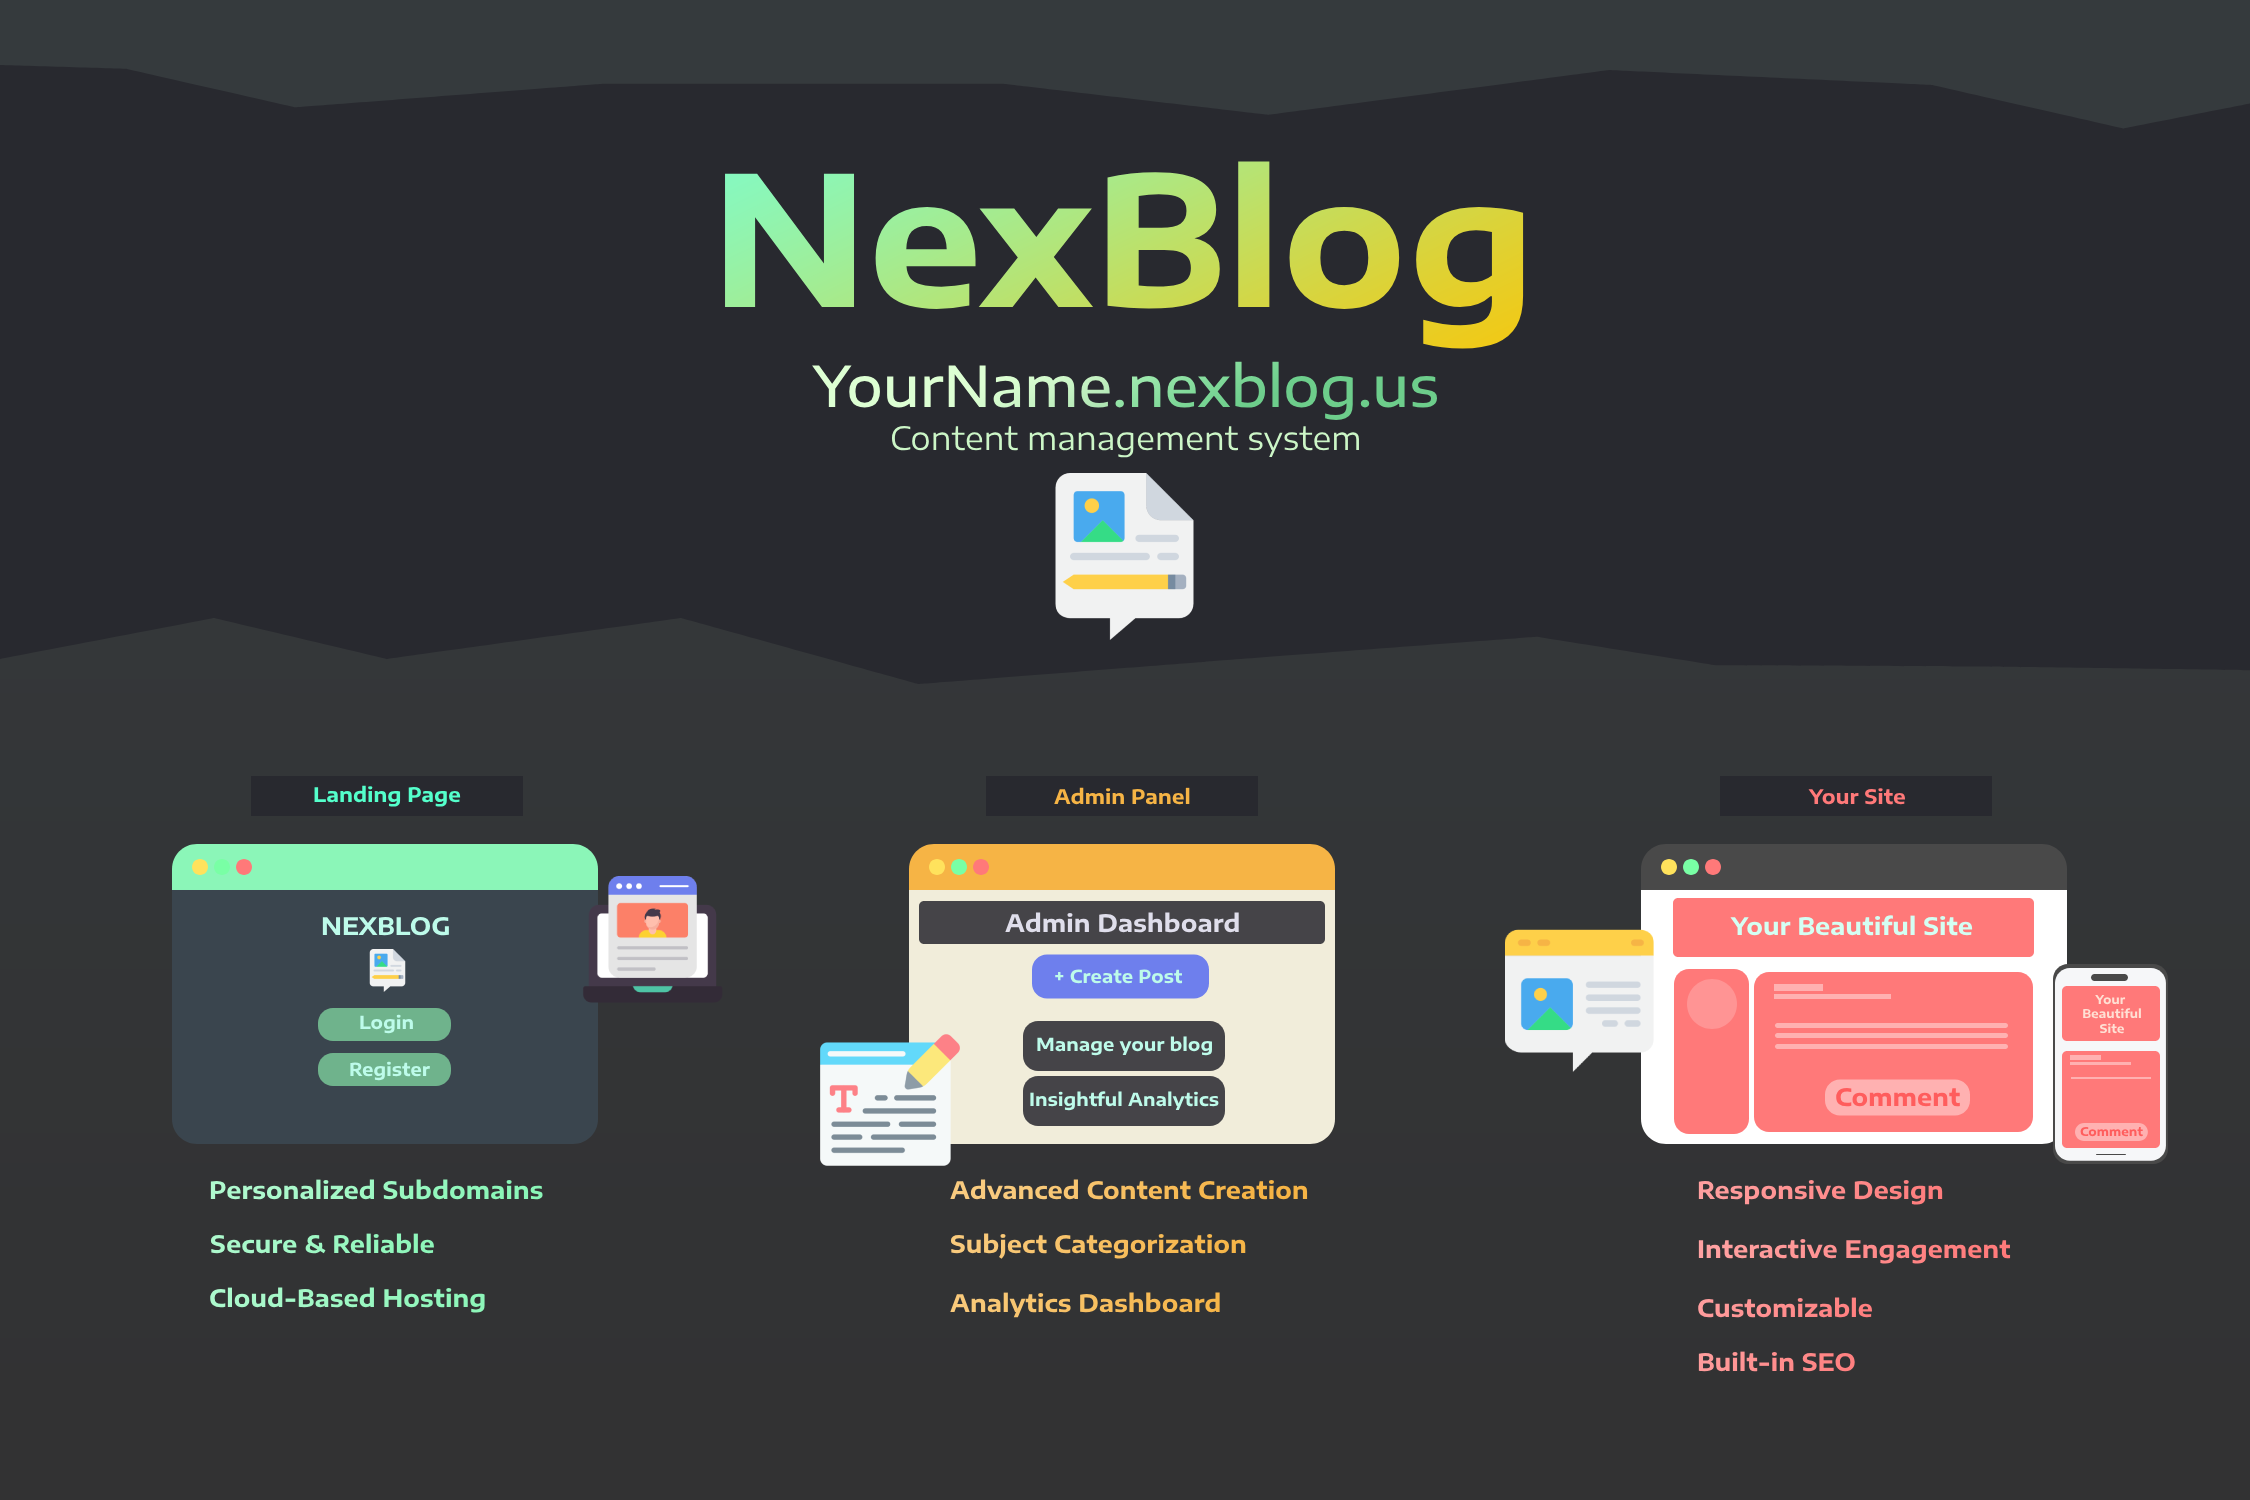 NexBlog
YourName.nexblog.us
Content management system
Landing Page
NEXBLOG
Login
Register
Personalized Subdomains
Secure & Reliable
Cloud-Based Hosting
Admin Panel
Admin Dashboard
+ Create Post
Manage your blog
Insightful Analytics
T
Advanced Content Creation
Subject Categorization
Analytics Dashboard
Your Site
Your Beautiful Site
Comment
Your
Beautiful
Site
Comment
Responsive Design
Interactive Engagement
Customizable
Built-in SEO